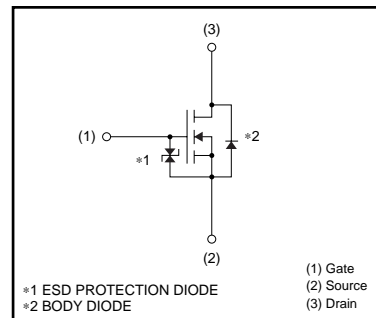 (3)
(1)
∗1
∗2
(2)
∗1 ESD PROTECTION DIODE
∗2 BODY DIODE
(1) Gate
(2) Source
(3) Drain